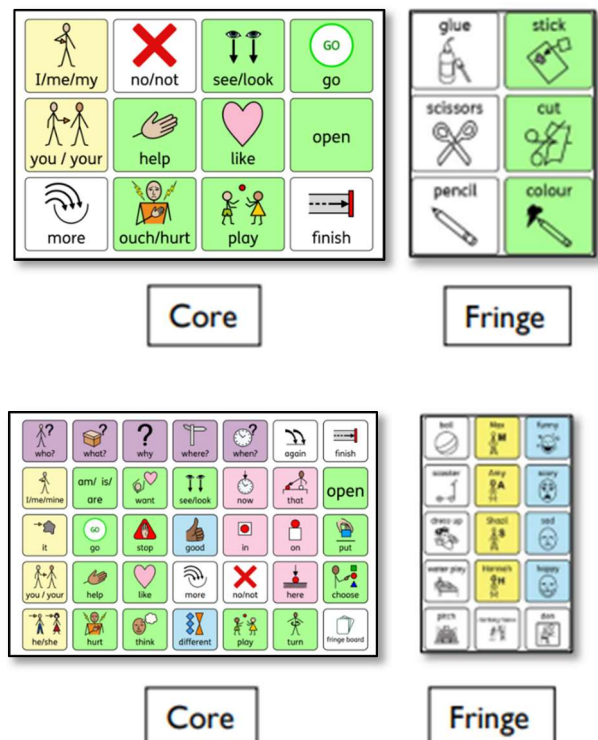 I/me/my no/not see/look go
GO
you / your help like open
more ouch/hurt play finish
glue stick
scissors cut
pencil colour
Core
Fringe
who? what? why where? when? again finish
I/me/mine am/ is/ are want see/look now that open
it go stop good in on put
GO
you / your help like more no/not here choose
he/she hurt think different play turn fringe board
ball Max funny
M
scooter Amy scary
A
dress up Shazil sad
S
water play Hannah happy
H
pitch
Core
Fringe